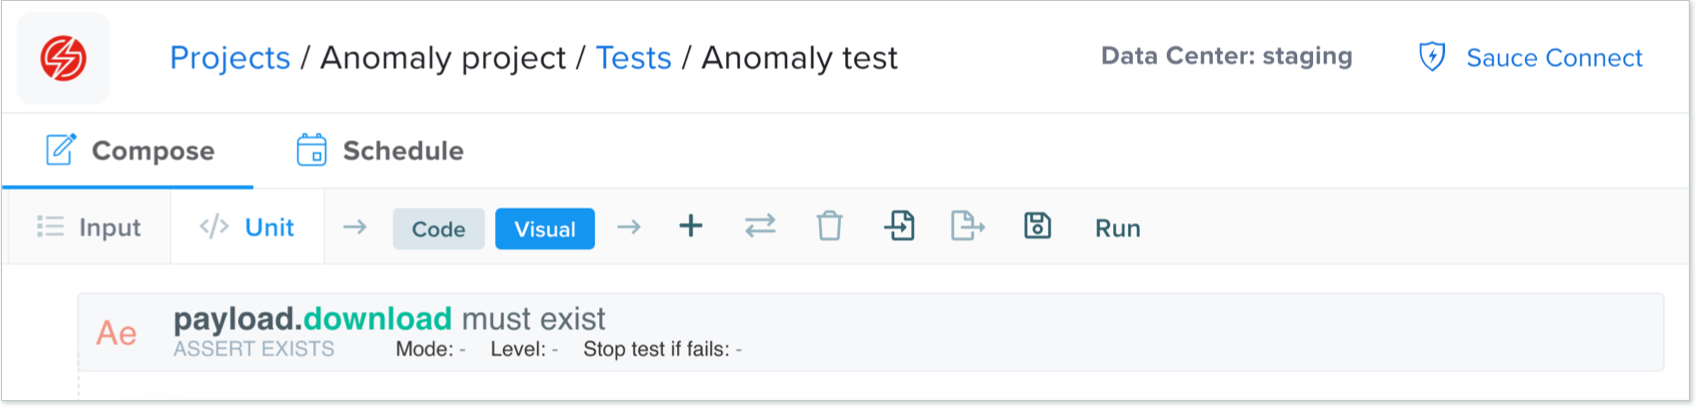 Projects / Anomaly project / Tests / Anomaly test Data Center: staging Sauce Connect
Compose Schedule
Input </> Unit → Code Visual → + Run
Ae payload.download must exist
ASSERT EXISTS Mode: - Level: - Stop test if fails: -